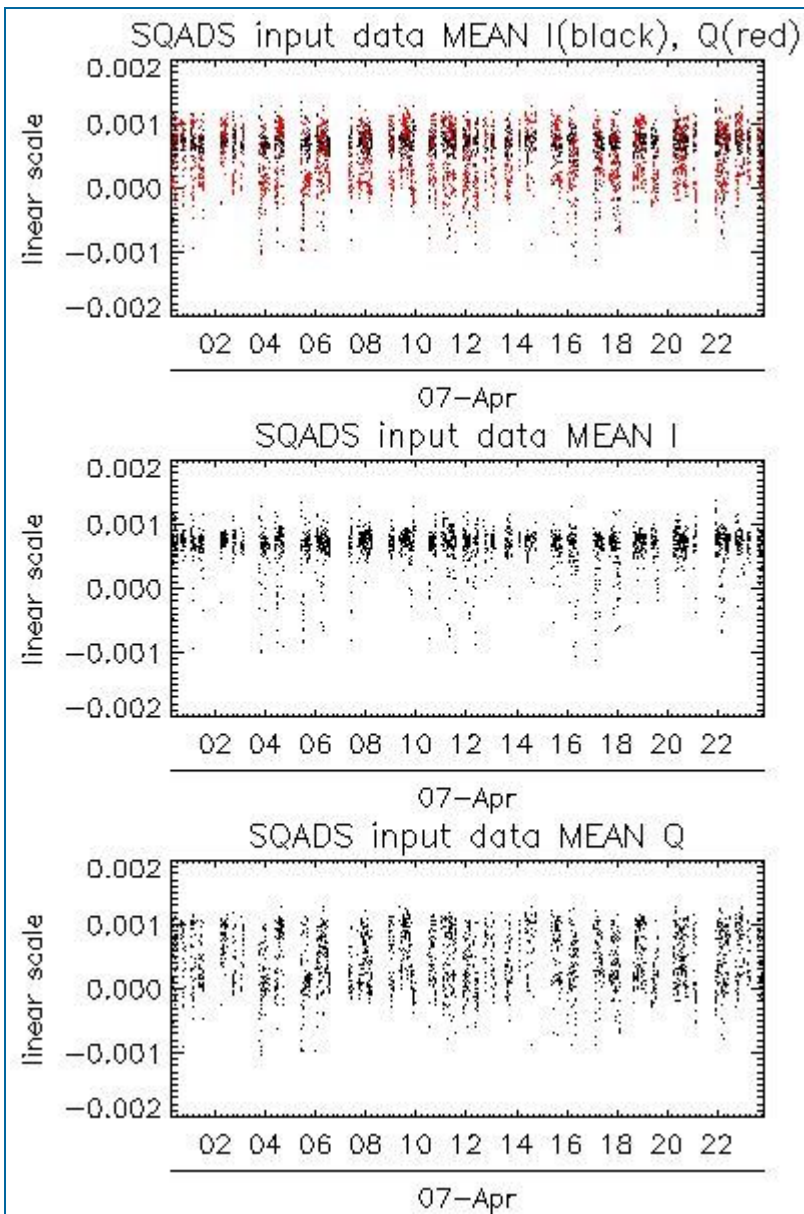 SQADS input data MEAN I(black), Q(red)
0.002
0.001
0.000
-0.001
-0.002
linear scale
02 04 06 08 10 12 14 16 18 20 22
07-Apr
SQADS input data MEAN I
0.002
0.001
0.000
-0.001
-0.002
linear scale
02 04 06 08 10 12 14 16 18 20 22
07-Apr
SQADS input data MEAN Q
0.002
0.001
0.000
-0.001
-0.002
linear scale
02 04 06 08 10 12 14 16 18 20 22
07-Apr